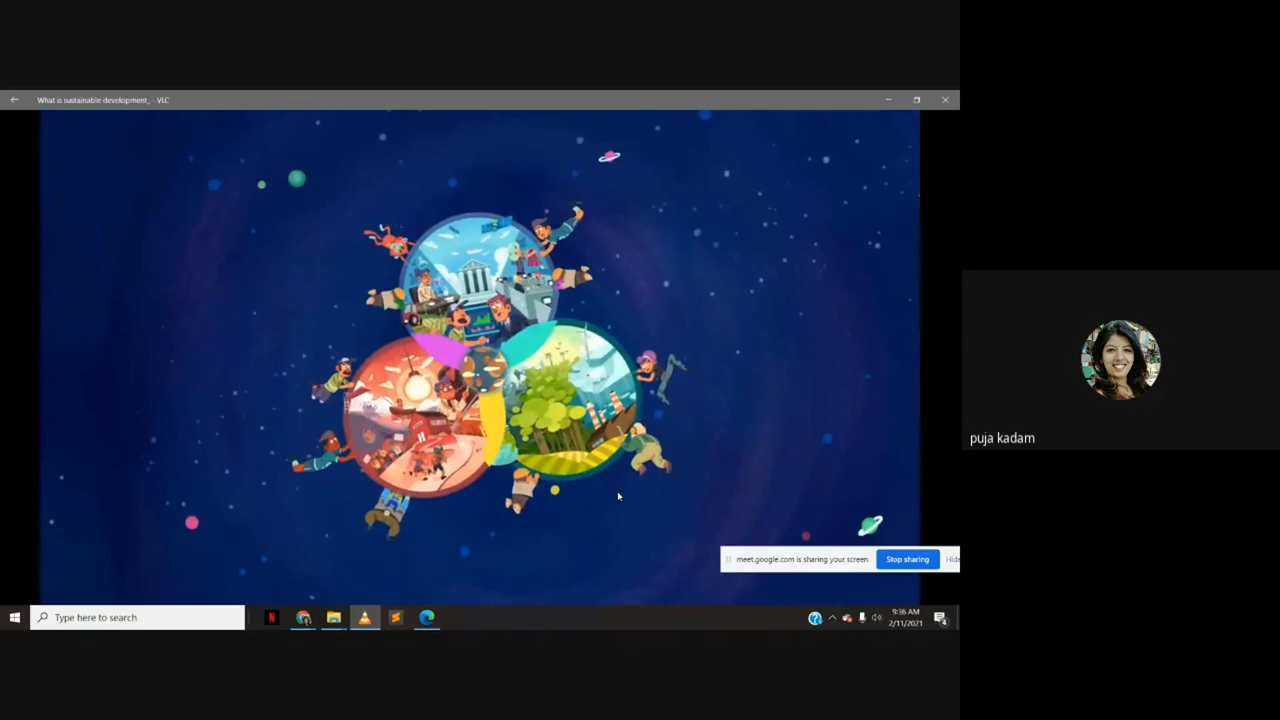 What is sustainable development_ - VLC
puja kadam
meet.google.com is sharing your screen.
Stop sharing
Hide
Type here to search
9:36 AM
2/11/2021